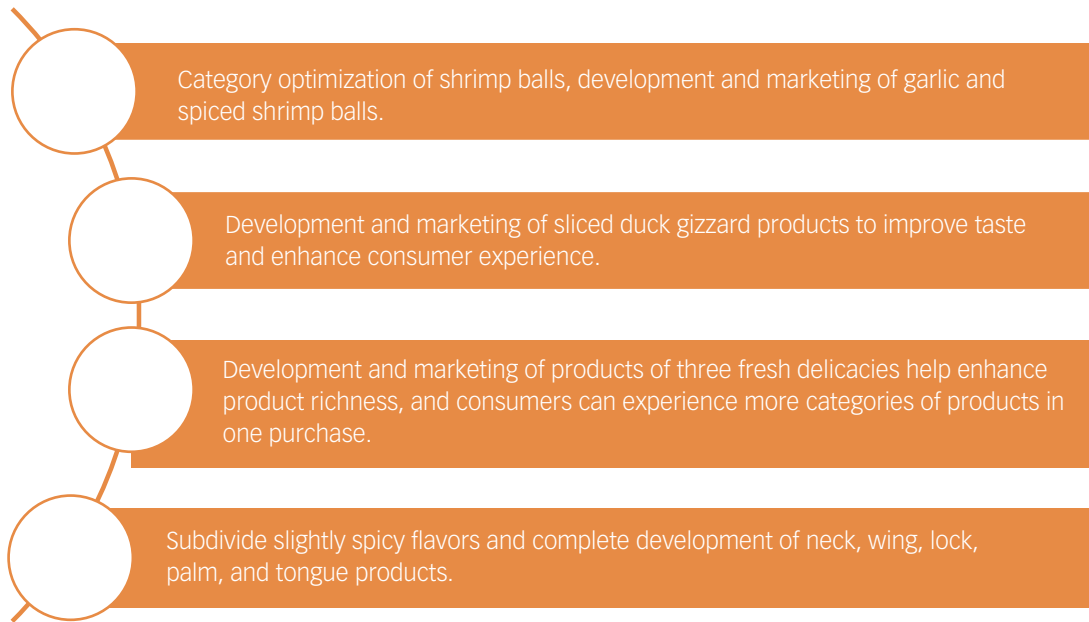 Category optimization of shrimp balls, development and marketing of garlic and
spiced shrimp balls.
Development and marketing of sliced duck gizzard products to improve taste
and enhance consumer experience.
Development and marketing of products of three fresh delicacies help enhance
product richness, and consumers can experience more categories of products in
one purchase.
Subdivide slightly spicy flavors and complete development of neck, wing, lock,
palm, and tongue products.